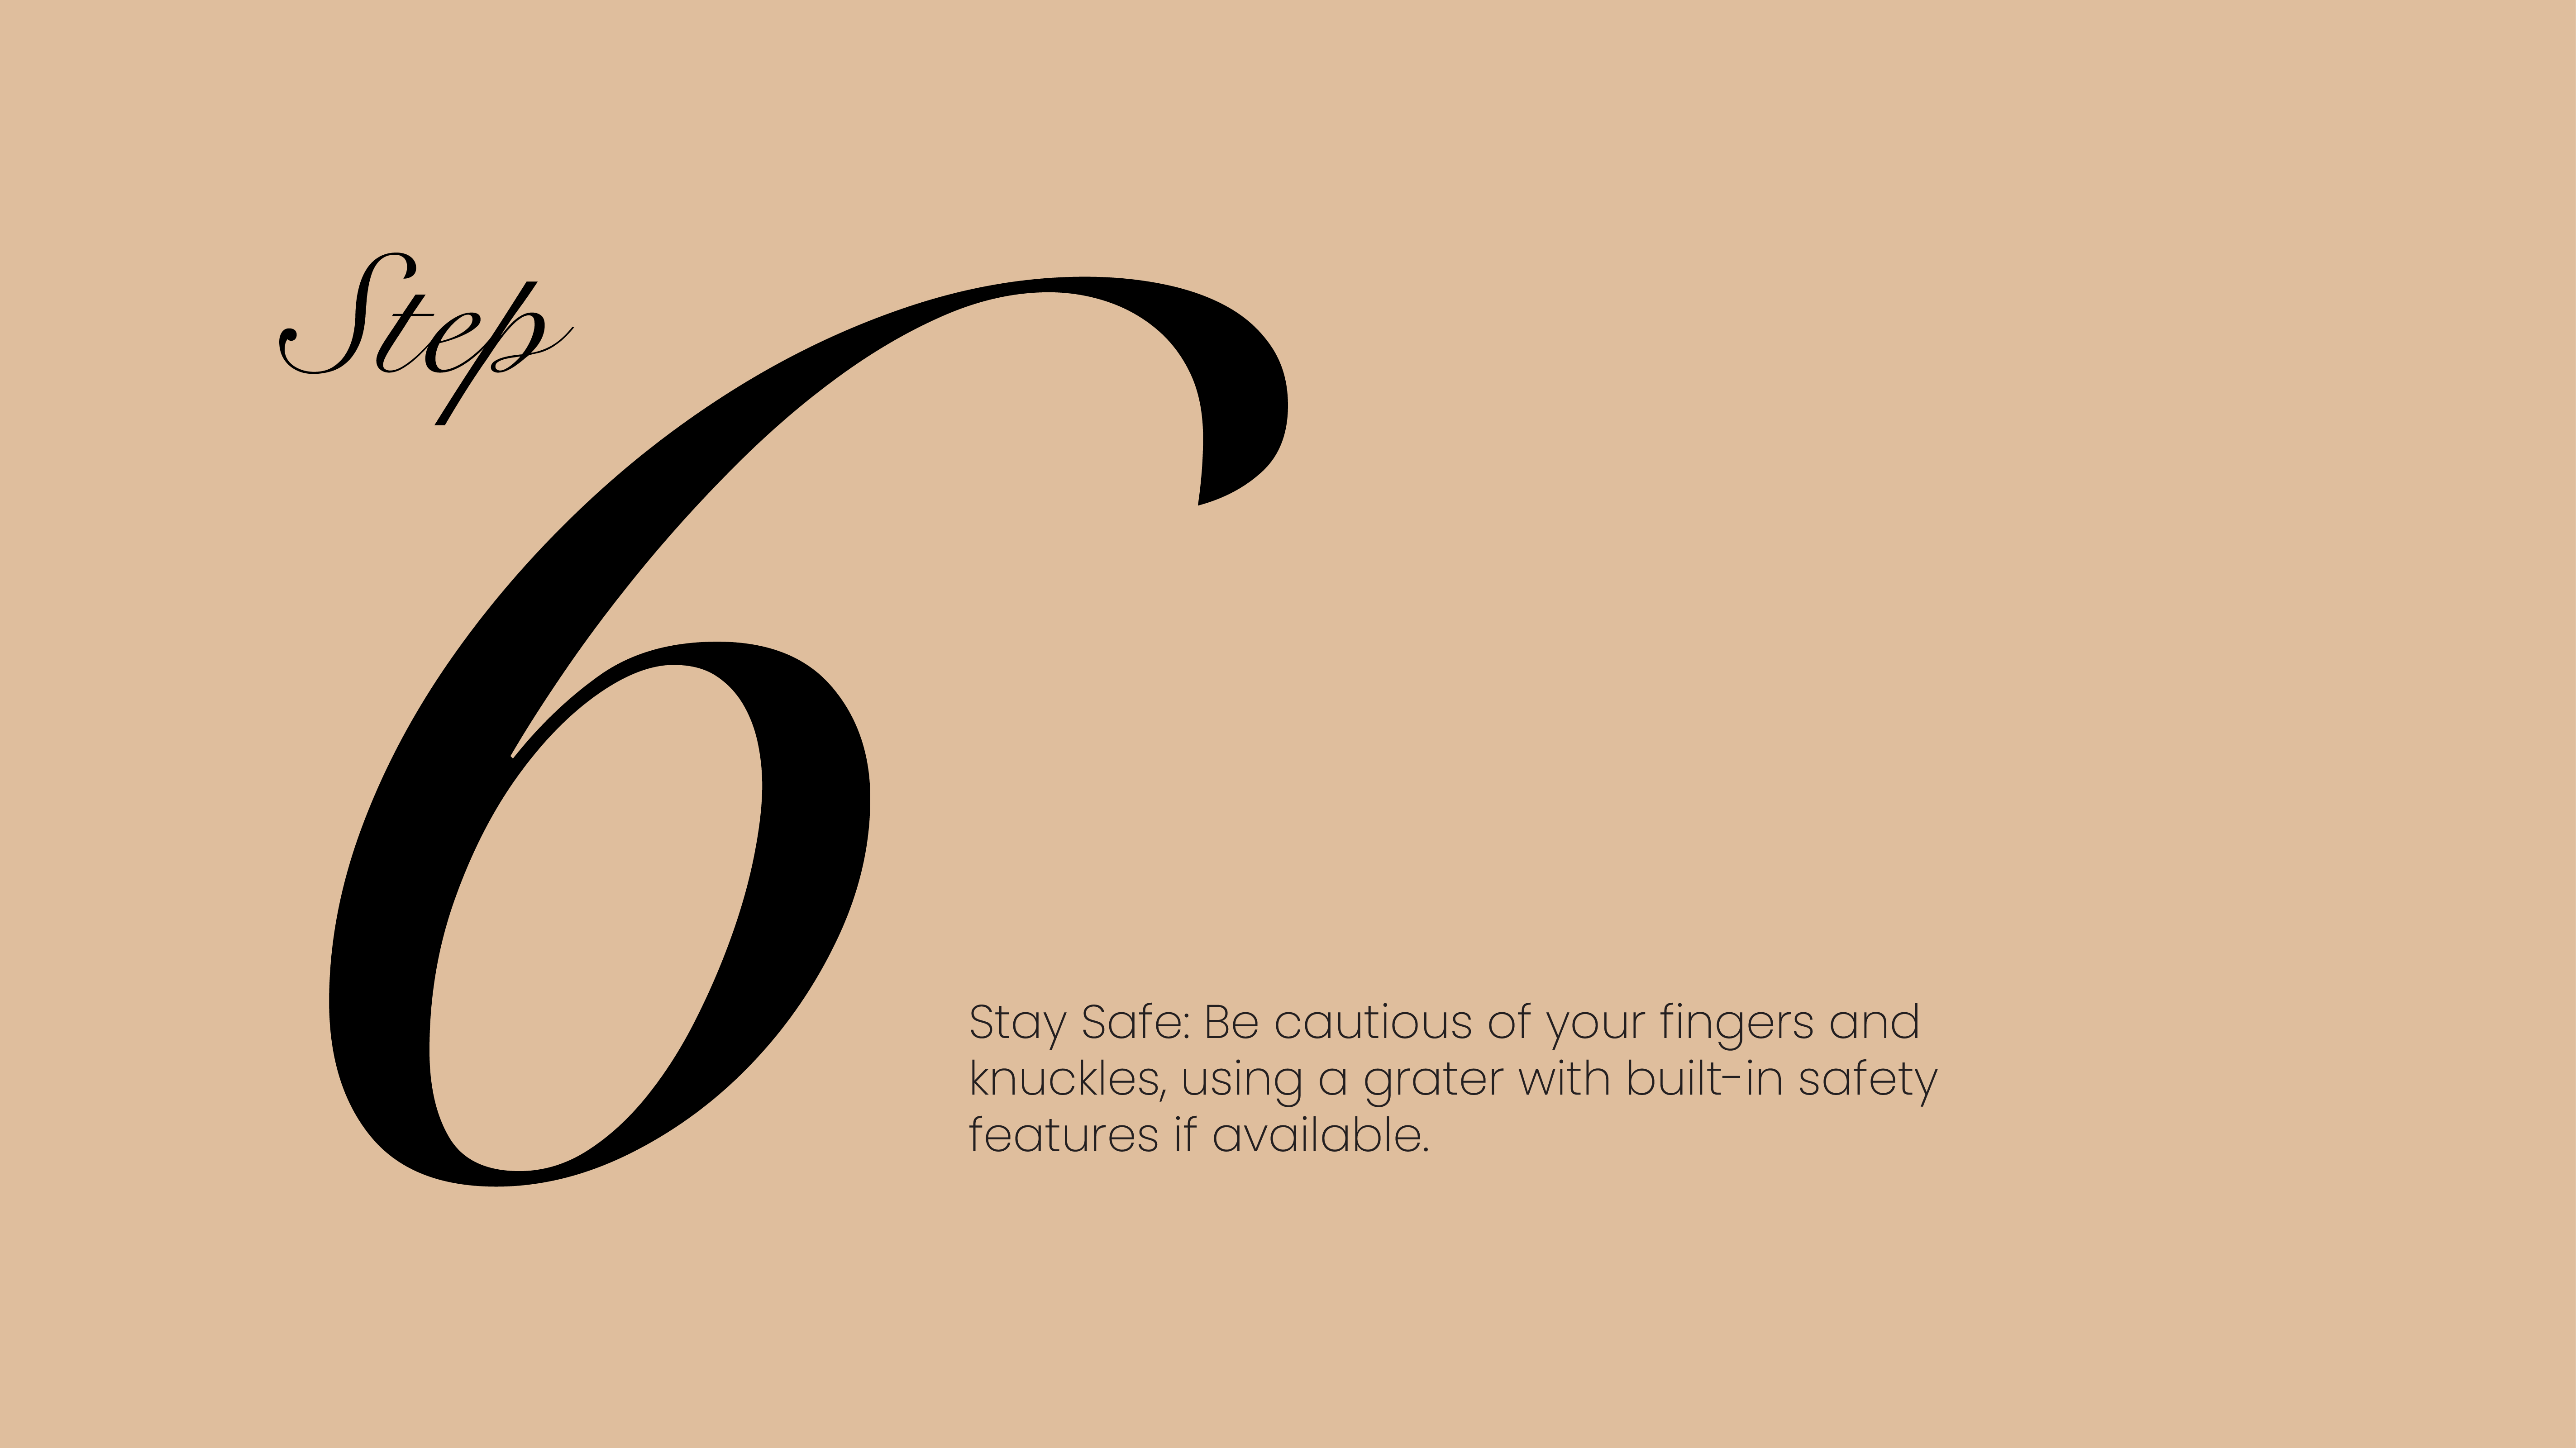 Step
6
Stay Safe: Be cautious of your fingers and
knuckles, using a grater with built-in safety
features if available.